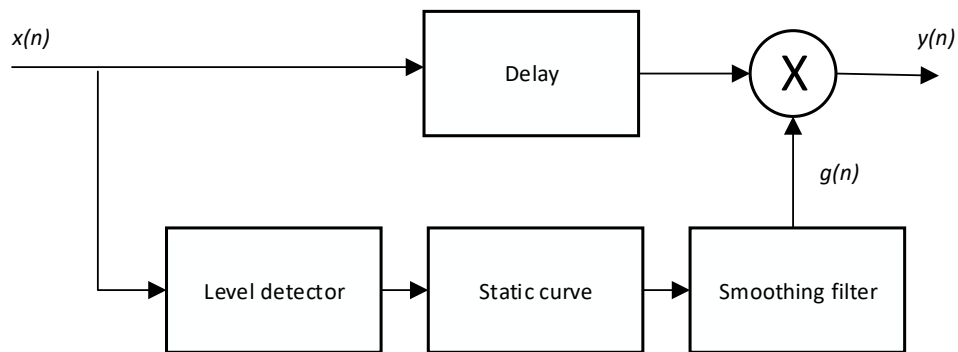 x(n)
Delay
X
y(n)
g(n)
Level detector
Static curve
Smoothing filter